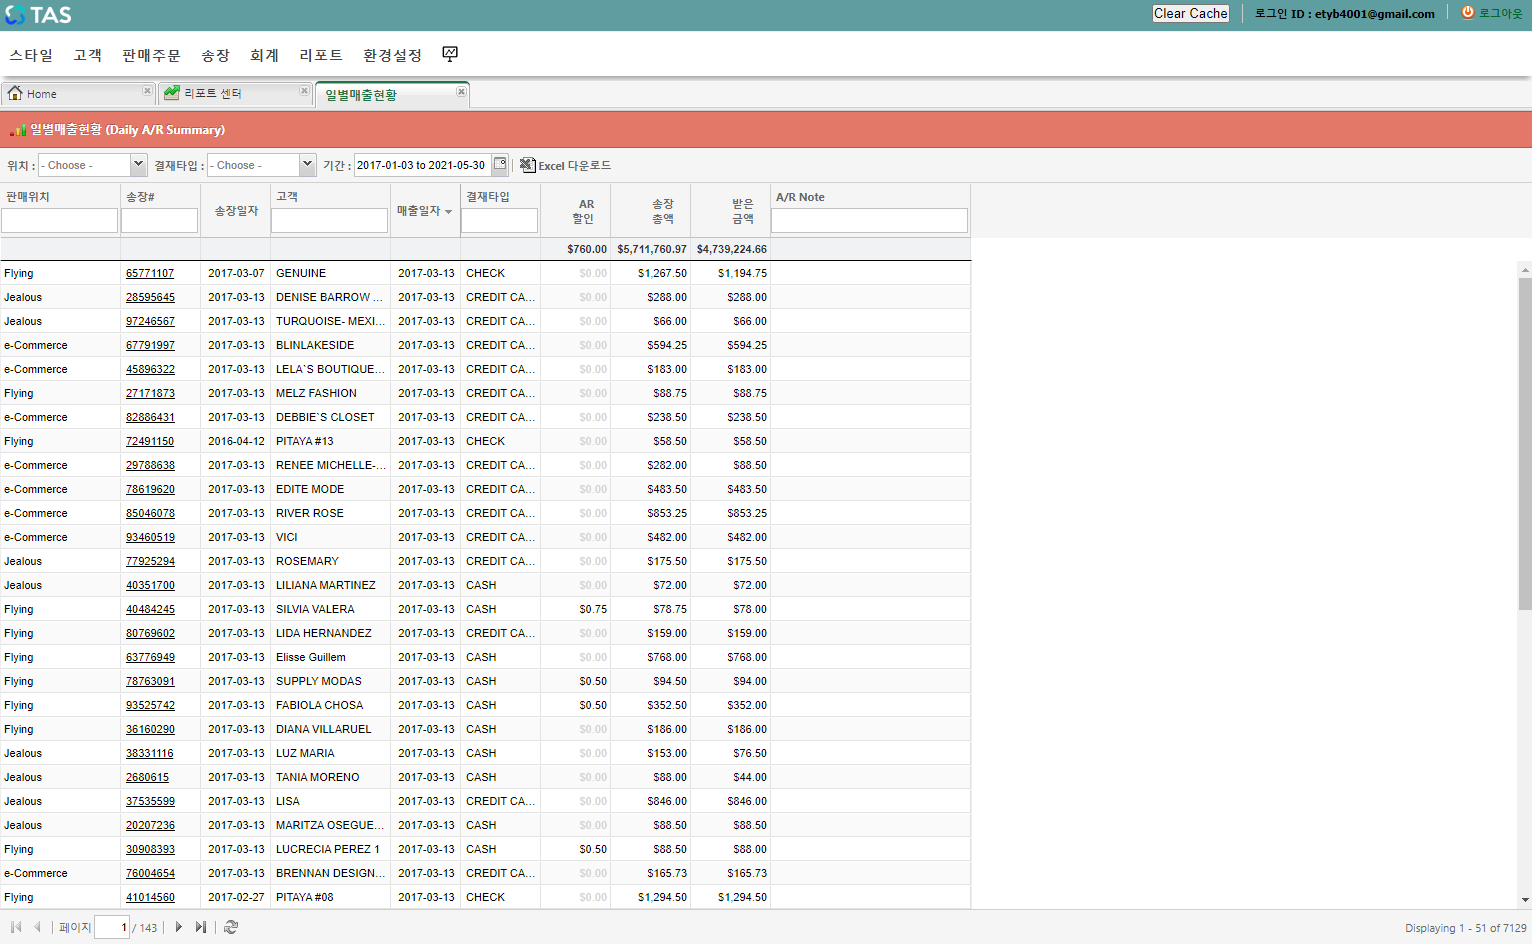 TAS
Clear Cache
로그인 ID : etyb4001@gmail.com
로그아웃
스타일 고객 판매주문 송장 회계 리포트 환경설정
Home 리포트 센터 일별매출현황
일별매출현황 (Daily A/R Summary)
위치 : - Choose - 결재타입 : - Choose - 기간 : 2017-01-03 to 2021-05-30 Excel 다운로드
판매위치 송장# 송장일자 고객 매출일자 결재타입 AR 할인 송장 총액 받은 금액 A/R Note
$760.00 $5,711,760.97 $4,739,224.66
Flying 65771107 2017-03-07 GENUINE 2017-03-13 CHECK $0.00 $1,267.50 $1,194.75
Jealous 28595645 2017-03-13 DENISE BARROW ... 2017-03-13 CREDIT CA... $0.00 $288.00 $288.00
Jealous 97246567 2017-03-13 TURQUOISE- MEXI... 2017-03-13 CREDIT CA... $0.00 $66.00 $66.00
e-Commerce 67791997 2017-03-13 BLINLAKESIDE 2017-03-13 CREDIT CA... $0.00 $594.25 $594.25
e-Commerce 45896322 2017-03-13 LELA`S BOUTIQUE... 2017-03-13 CREDIT CA... $0.00 $183.00 $183.00
Flying 27171873 2017-03-13 MELZ FASHION 2017-03-13 CREDIT CA... $0.00 $88.75 $88.75
e-Commerce 82886431 2017-03-13 DEBBIE`S CLOSET 2017-03-13 CREDIT CA... $0.00 $238.50 $238.50
Flying 72491150 2016-04-12 PITAYA #13 2017-03-13 CHECK $0.00 $58.50 $58.50
e-Commerce 29788638 2017-03-13 RENEE MICHELLE-... 2017-03-13 CREDIT CA... $0.00 $282.00 $88.50
e-Commerce 78619620 2017-03-13 EDITE MODE 2017-03-13 CREDIT CA... $0.00 $483.50 $483.50
e-Commerce 85046078 2017-03-13 RIVER ROSE 2017-03-13 CREDIT CA... $0.00 $853.25 $853.25
e-Commerce 93460519 2017-03-13 VICI 2017-03-13 CREDIT CA... $0.00 $482.00 $482.00
Jealous 77925294 2017-03-13 ROSEMARY 2017-03-13 CREDIT CA... $0.00 $175.50 $175.50
Jealous 40351700 2017-03-13 LILIANA MARTINEZ 2017-03-13 CASH $0.00 $72.00 $72.00
Flying 40484245 2017-03-13 SILVIA VALERA 2017-03-13 CASH $0.75 $78.75 $78.00
Flying 80769602 2017-03-13 LIDA HERNANDEZ 2017-03-13 CREDIT CA... $0.00 $159.00 $159.00
Flying 63776949 2017-03-13 Elisse Guillem 2017-03-13 CASH $0.00 $768.00 $768.00
Flying 78763091 2017-03-13 SUPPLY MODAS 2017-03-13 CASH $0.50 $94.50 $94.00
Flying 93525742 2017-03-13 FABIOLA CHOSA 2017-03-13 CASH $0.50 $352.50 $352.00
Flying 36160290 2017-03-13 DIANA VILLARUEL 2017-03-13 CASH $0.00 $186.00 $186.00
Jealous 38331116 2017-03-13 LUZ MARIA 2017-03-13 CASH $0.00 $153.00 $76.50
Jealous 2680615 2017-03-13 TANIA MORENO 2017-03-13 CASH $0.00 $88.00 $44.00
Jealous 37535599 2017-03-13 LISA 2017-03-13 CREDIT CA... $0.00 $846.00 $846.00
Jealous 20207236 2017-03-13 MARITZA OSEGUE... 2017-03-13 CASH $0.00 $88.50 $88.50
Flying 30908393 2017-03-13 LUCRECIA PEREZ 1 2017-03-13 CASH $0.50 $88.50 $88.00
e-Commerce 76004654 2017-03-13 BRENNAN DESIGN... 2017-03-13 CREDIT CA... $0.00 $165.73 $165.73
Flying 41014560 2017-02-27 PITAYA #08 2017-03-13 CHECK $0.00 $1,294.50 $1,294.50
페이지 1 / 143
Displaying 1 - 51 of 7129